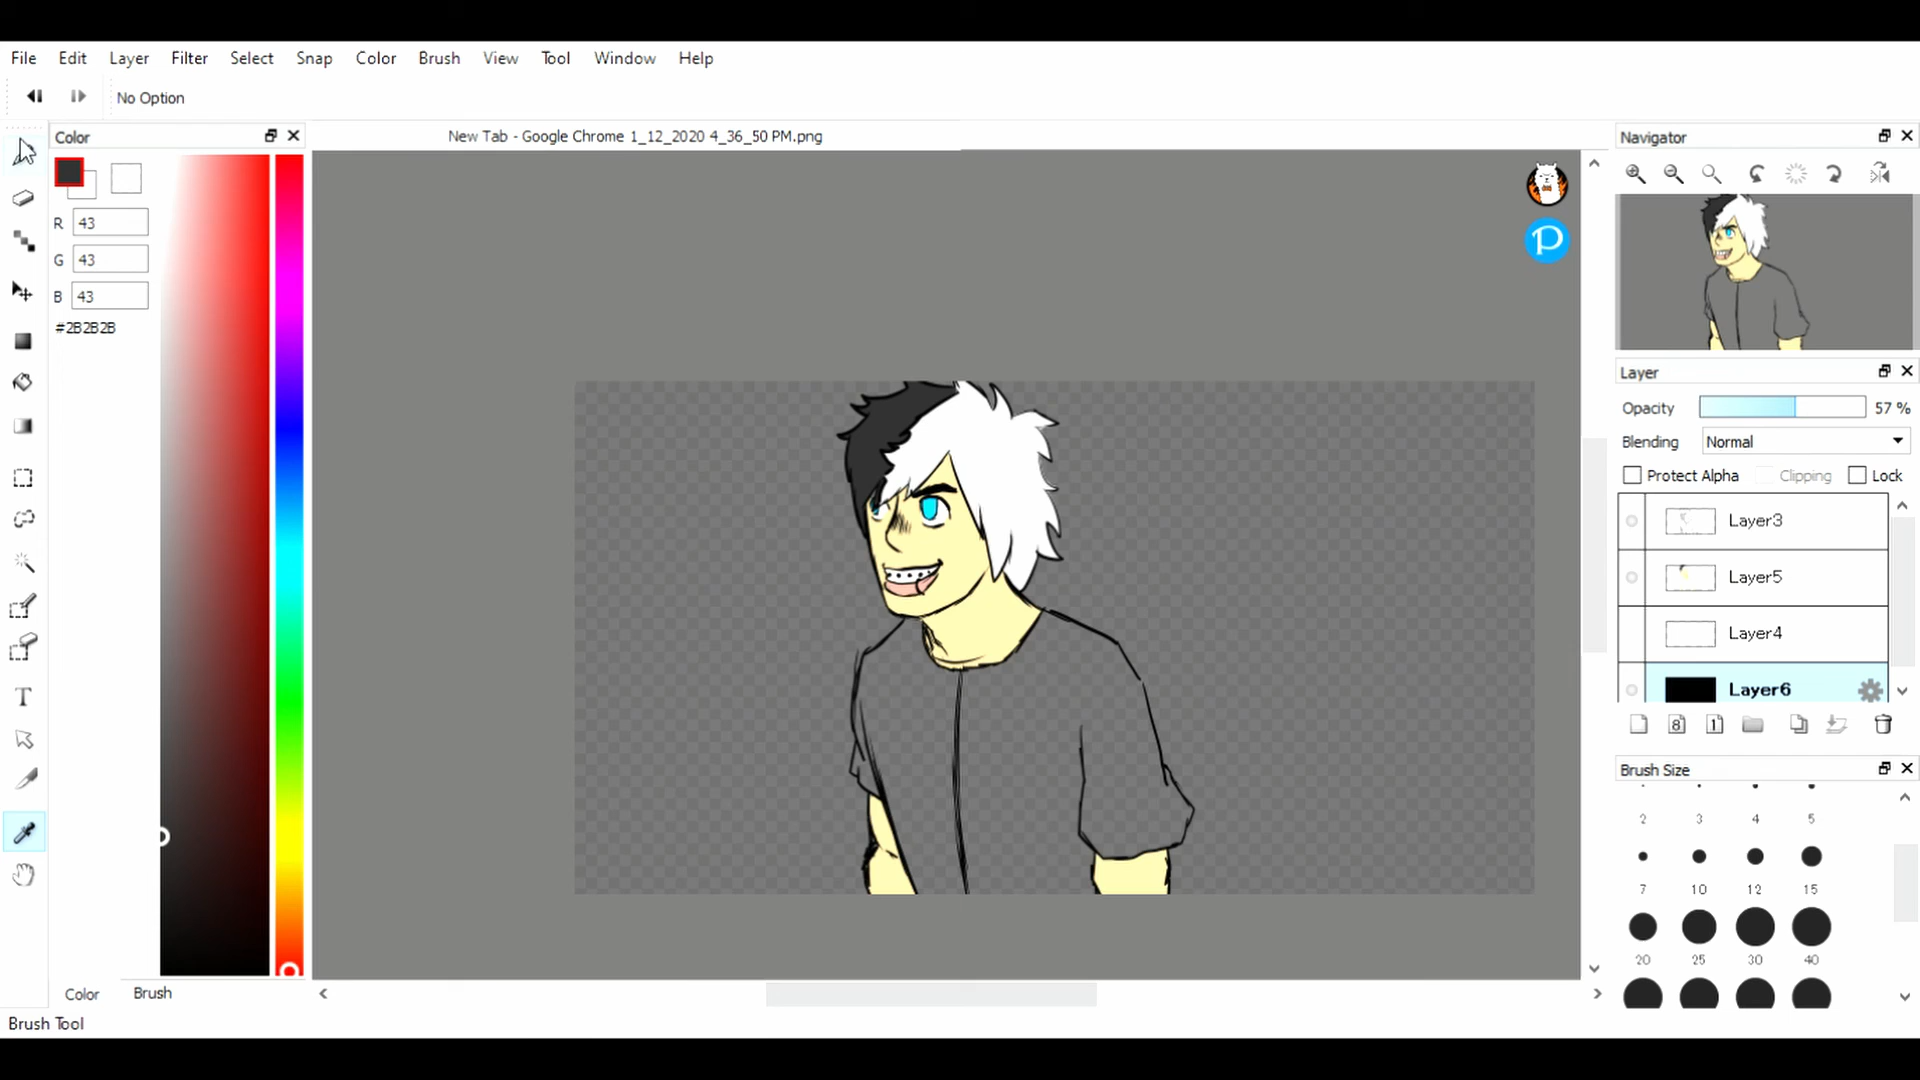 File Edit Layer Filter Select Snap Color Brush View Tool Window Help
No Option
Color
New Tab - Google Chrome 1_12_2020 4_36_50 PM.png
Navigator
R 43
G 43
B 43
#2B2B2B
P
Layer
Opacity 57 %
Blending Normal
Protect Alpha Clipping Lock
Layer3
Layer5
Layer4
Layer6
8 1
Brush Size
2 3 4 5
7 10 12 15
20 25 30 40
T
Color Brush
Brush Tool